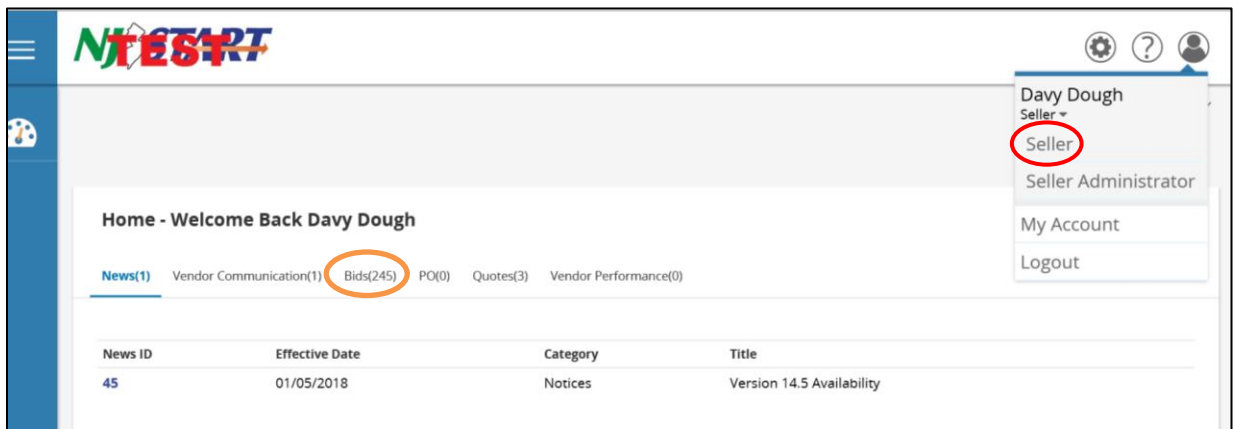 NJSTART
TEST
?
Davy Dough
Seller
Seller
Seller Administrator
My Account
Logout
Home - Welcome Back Davy Dough
News(1) Vendor Communication(1) Bids(245) PO(0) Quotes(3) Vendor Performance(0)
News ID Effective Date Category Title
45 01/05/2018 Notices Version 14.5 Availability